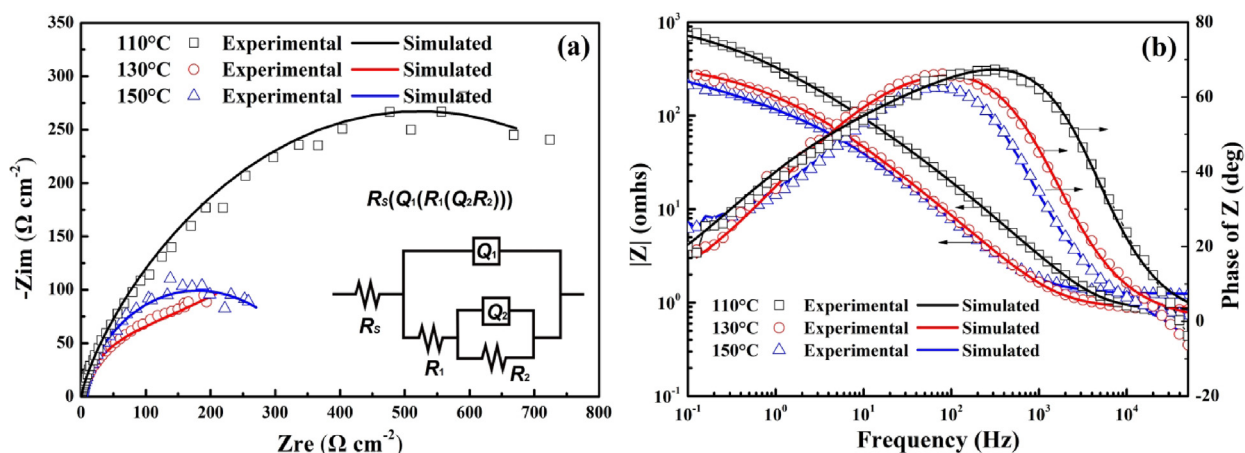 (a)
-Zim (Ω cm⁻²)
350
300
250
200
150
100
50
0
110°C Experimental Simulated
130°C Experimental Simulated
150°C Experimental Simulated
R_S(Q₁(R₁(Q₂R₂)))
Q₁
R_S
Q₂
R₁
R₂
0 100 200 300 400 500 600 700 800
Zre (Ω cm⁻²)
(b)
|Z| (omhs)
10³
10²
10¹
10⁰
10⁻¹
110°C Experimental Simulated
130°C Experimental Simulated
150°C Experimental Simulated
80
60
40
20
0
-20
Phase of Z (deg)
10⁻¹ 10⁰ 10¹ 10² 10³ 10⁴
Frequency (Hz)